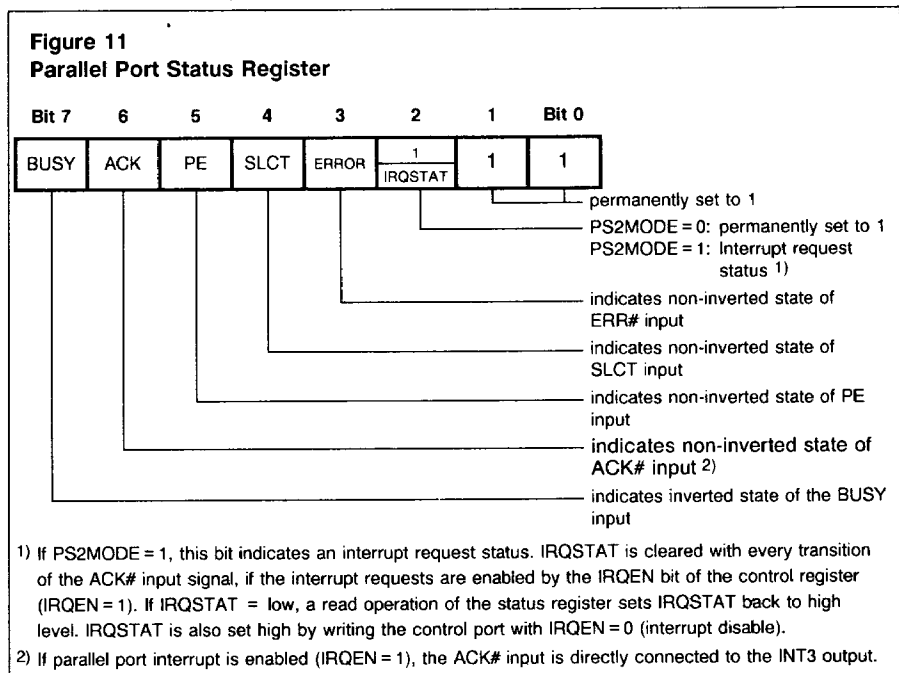 Figure 11
Parallel Port Status Register
Bit 7 6 5 4 3 2 1 Bit 0
BUSY ACK PE SLCT ERROR 1 IRQSTAT 1 1
permanently set to 1
PS2MODE = 0: permanently set to 1
PS2MODE = 1: Interrupt request
status 1)
indicates non-inverted state of
ERR# input
indicates non-inverted state of
SLCT input
indicates non-inverted state of PE
input
indicates non-inverted state of
ACK# input 2)
indicates inverted state of the BUSY
input
1) If PS2MODE = 1, this bit indicates an interrupt request status. IRQSTAT is cleared with every transition
of the ACK# input signal, if the interrupt requests are enabled by the IRQEN bit of the control register
(IRQEN = 1). If IRQSTAT = low, a read operation of the status register sets IRQSTAT back to high
level. IRQSTAT is also set high by writing the control port with IRQEN = 0 (interrupt disable).
2) If parallel port interrupt is enabled (IRQEN = 1), the ACK# input is directly connected to the INT3 output.